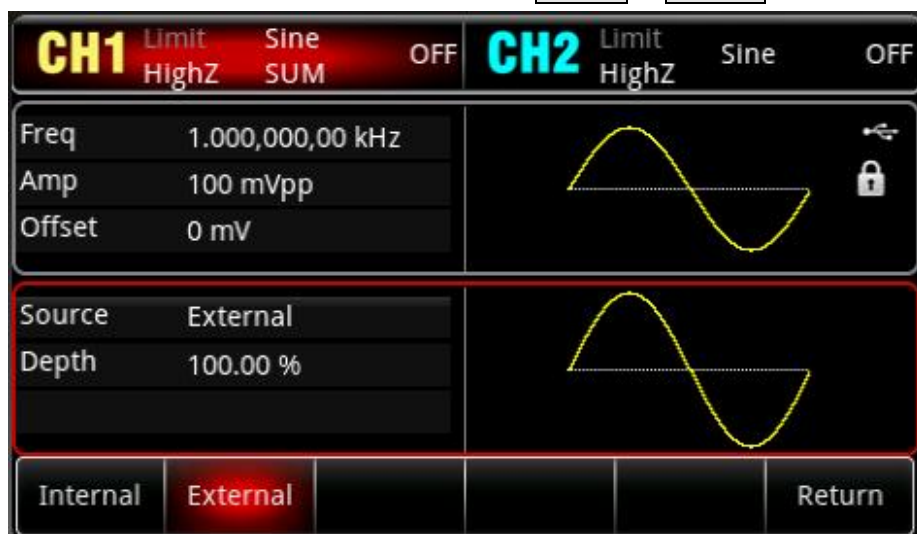 CH1 Limit Sine OFF CH2 Limit Sine OFF
HighZ SUM HighZ
Freq 1.000,000,00 kHz
Amp 100 mVpp
Offset 0 mV
Source External
Depth 100.00 %
Internal External Return